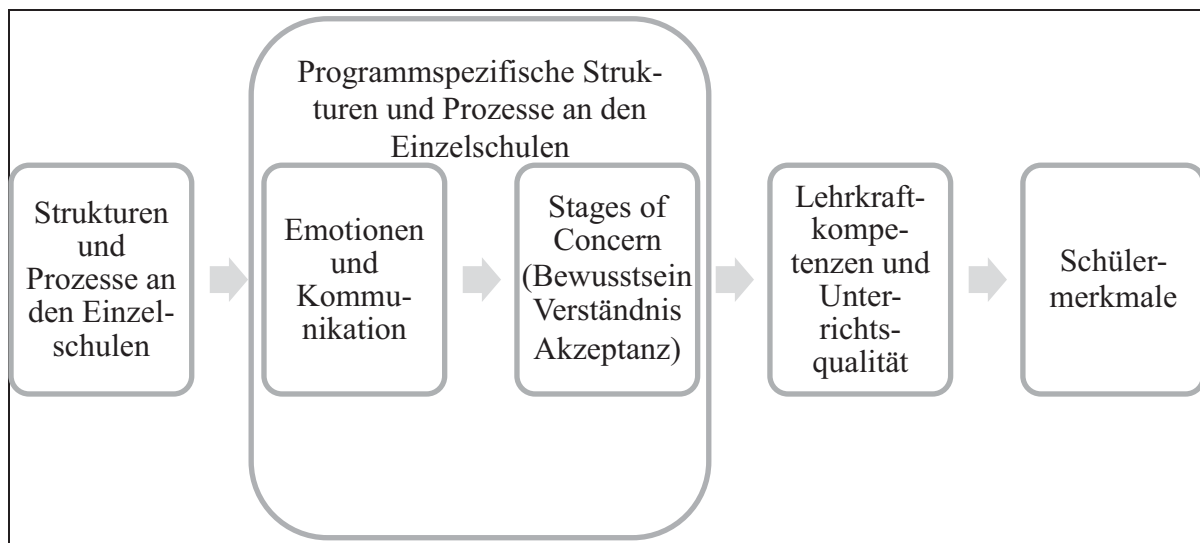 Programmspezifische Struk-
turen und Prozesse an den
Einzelschulen
Strukturen
und
Prozesse an
den Einzel-
schulen
Emotionen
und
Kommu-
nikation
Stages of
Concern
(Bewusstsein
Verständnis
Akzeptanz)
Lehrkraft-
kompe-
tenzen und
Unter-
richts-
qualität
Schüler-
merkmale